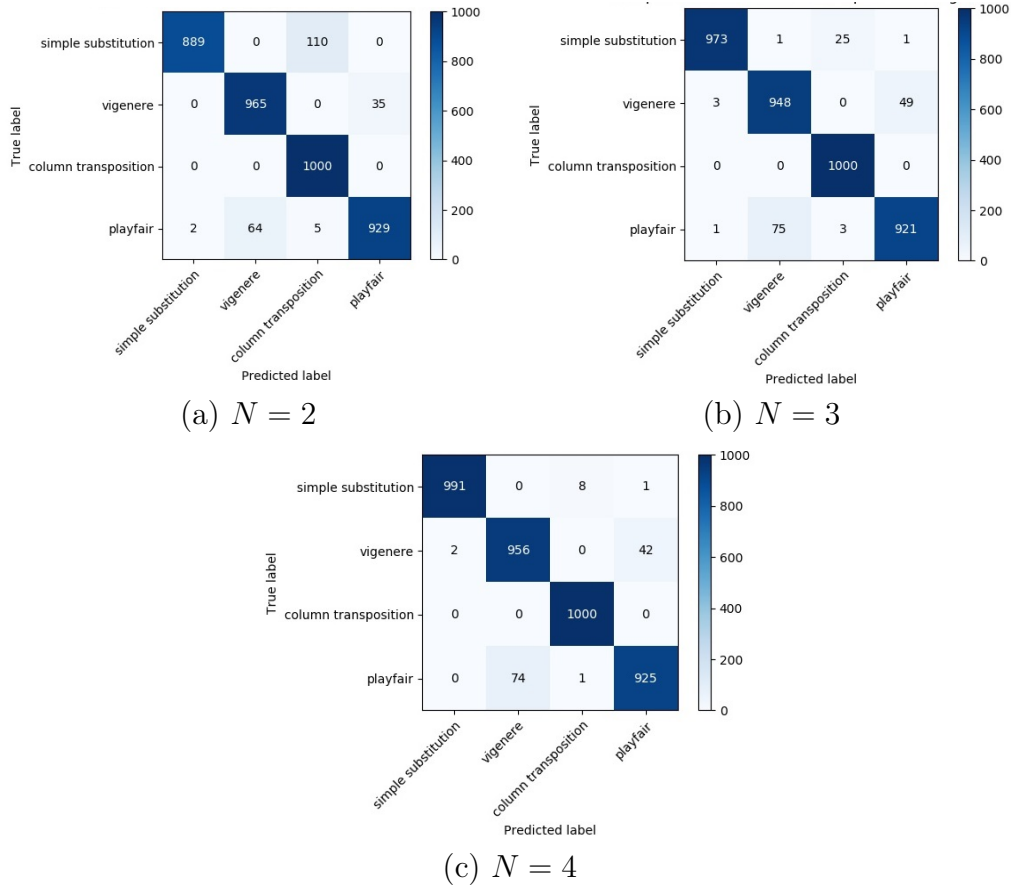 simple substitution 889 0 110 0
vigenere 0 965 0 35
column transposition 0 0 1000 0
playfair 2 64 5 929
True label
simple substitution
vigenere
column transposition
playfair
Predicted label
1000
800
600
400
200
0
(a) N = 2
simple substitution 973 1 25 1
vigenere 3 948 0 49
column transposition 0 0 1000 0
playfair 1 75 3 921
True label
simple substitution
vigenere
column transposition
playfair
Predicted label
1000
800
600
400
200
0
(b) N = 3
simple substitution 991 0 8 1
vigenere 2 956 0 42
column transposition 0 0 1000 0
playfair 0 74 1 925
True label
simple substitution
vigenere
column transposition
playfair
Predicted label
1000
800
600
400
200
0
(c) N = 4